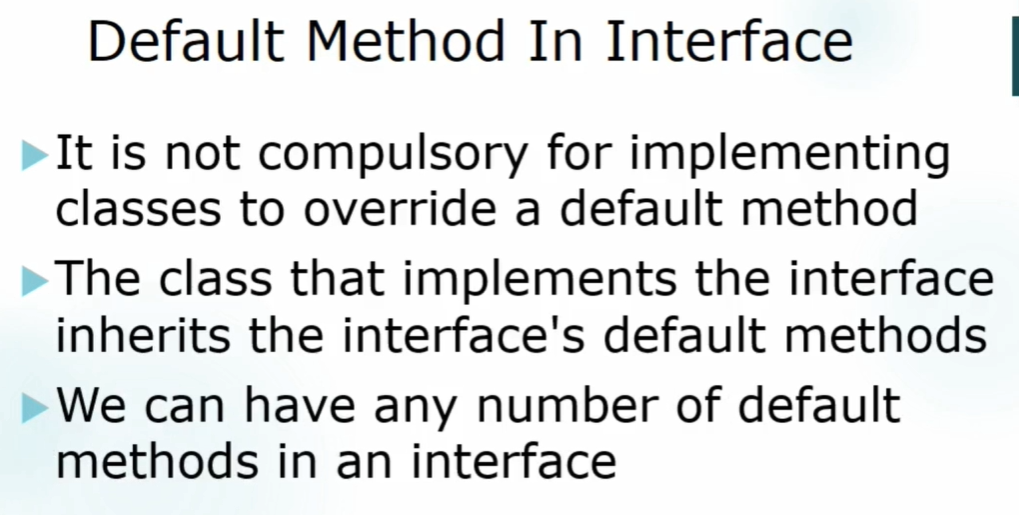 Default Method In Interface
It is not compulsory for implementing
classes to override a default method
The class that implements the interface
inherits the interface's default methods
We can have any number of default
methods in an interface